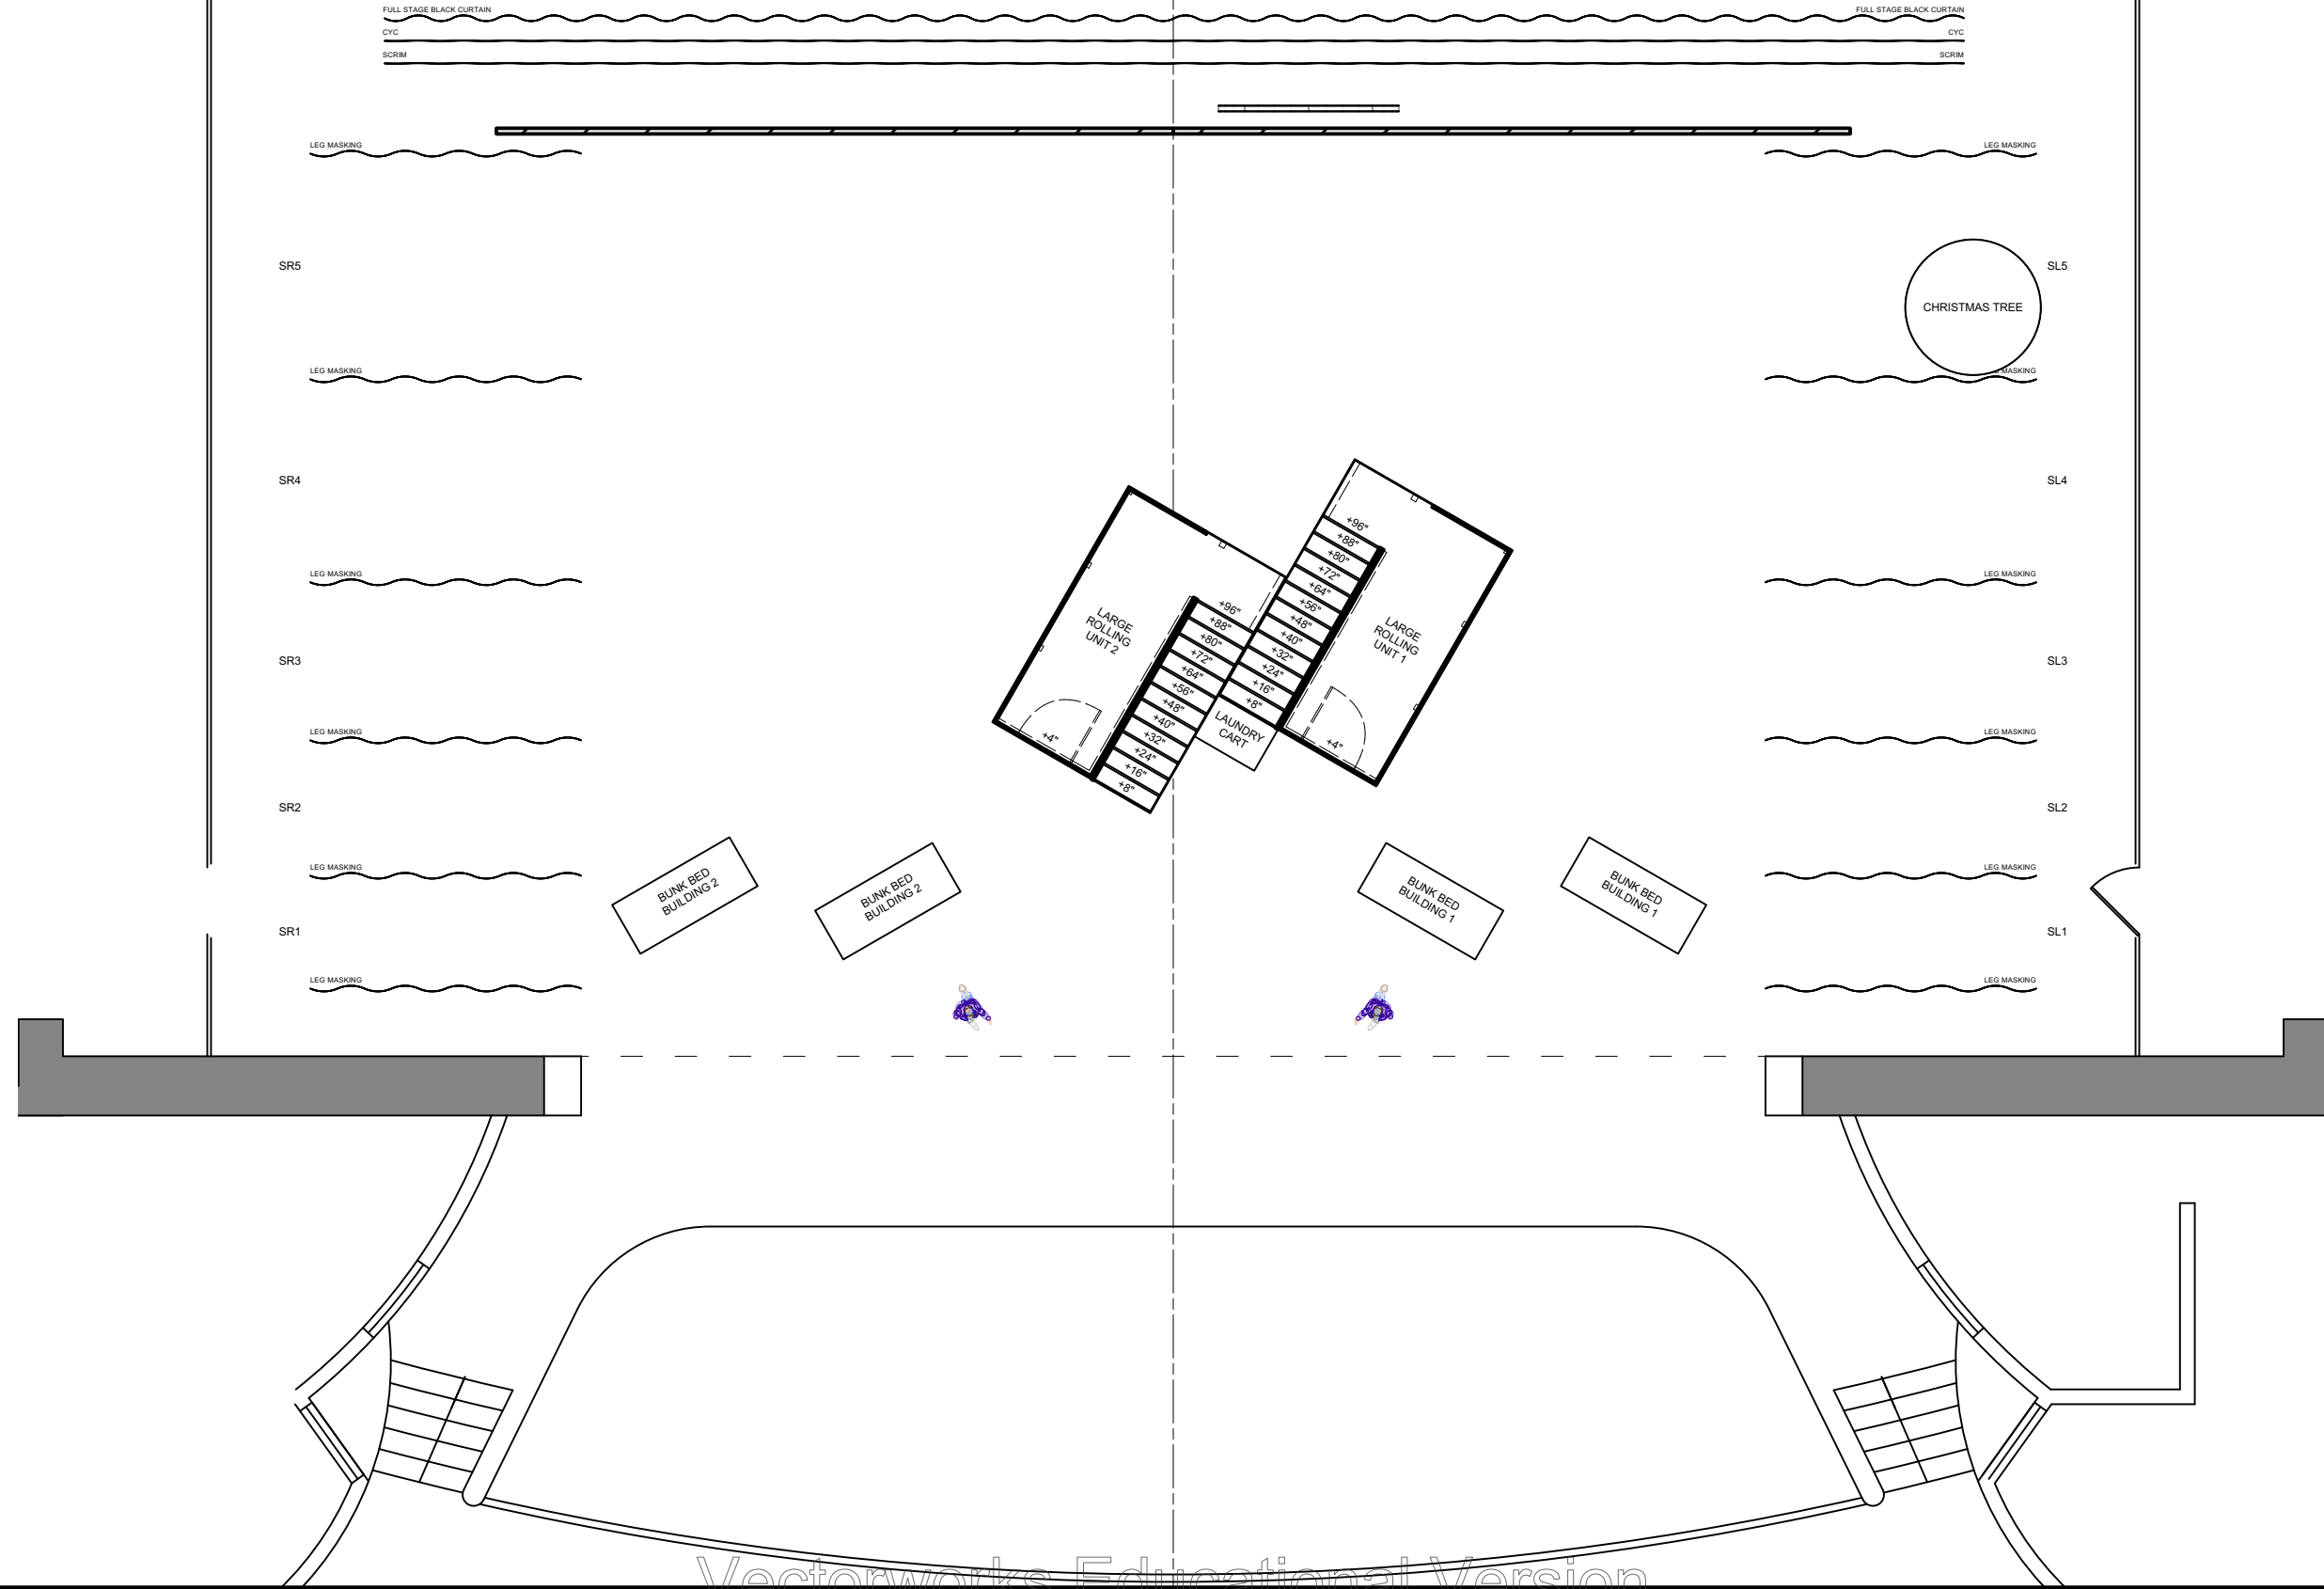 FULL STAGE BLACK CURTAIN
FULL STAGE BLACK CURTAIN
CYC
CYC
SCRIM
SCRIM
LEG MASKING
LEG MASKING
SR5
SL5
CHRISTMAS TREE
LEG MASKING
MASKING
SR4
SL4
LEG MASKING
LEG MASKING
+96"
+88"
+80"
+72"
+64"
+56"
+48"
+40"
+32"
+24"
+16"
+8"
LARGE
ROLLING
UNIT 1
+4"
LARGE
ROLLING
UNIT 2
+4"
+96"
+88"
+80"
+72"
+64"
+56"
+48"
+40"
+32"
+24"
+16"
+8"
LAUNDRY
CART
SR3
SL3
LEG MASKING
LEG MASKING
SR2
SL2
LEG MASKING
LEG MASKING
BUNK BED
BUILDING 2
BUNK BED
BUILDING 2
BUNK BED
BUILDING 1
BUNK BED
BUILDING 1
SR1
SL1
LEG MASKING
LEG MASKING
Vectorworks Educational Version